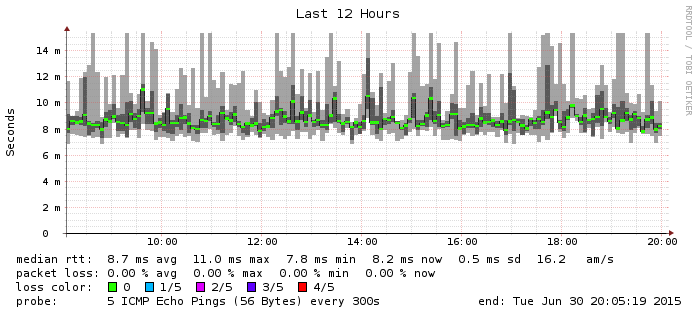 Last 12 Hours
RRDTOOL / TOBI OETIKER
Seconds
14 m
12 m
10 m
8 m
6 m
4 m
2 m
0
10:00 12:00 14:00 16:00 18:00 20:00
median rtt: 8.7 ms avg 11.0 ms max 7.8 ms min 8.2 ms now 0.5 ms sd 16.2 am/s
packet loss: 0.00 % avg 0.00 % max 0.00 % min 0.00 % now
loss color: 0 1/5 2/5 3/5 4/5
probe: 5 ICMP Echo Pings (56 Bytes) every 300s end: Tue Jun 30 20:05:19 2015